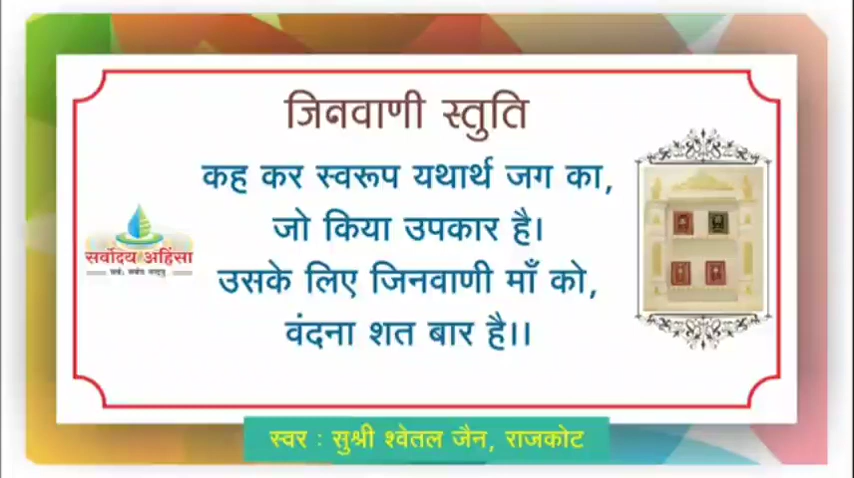 जिनवाणी स्तुति
कह कर स्वरूप यथार्थ जग का,
जो किया उपकार है।
उसके लिए जिनवाणी माँ को,
वंदना शत बार है।।
सर्वोदय अहिंसा
स्वर : सुश्री श्वेतल जैन, राजकोट